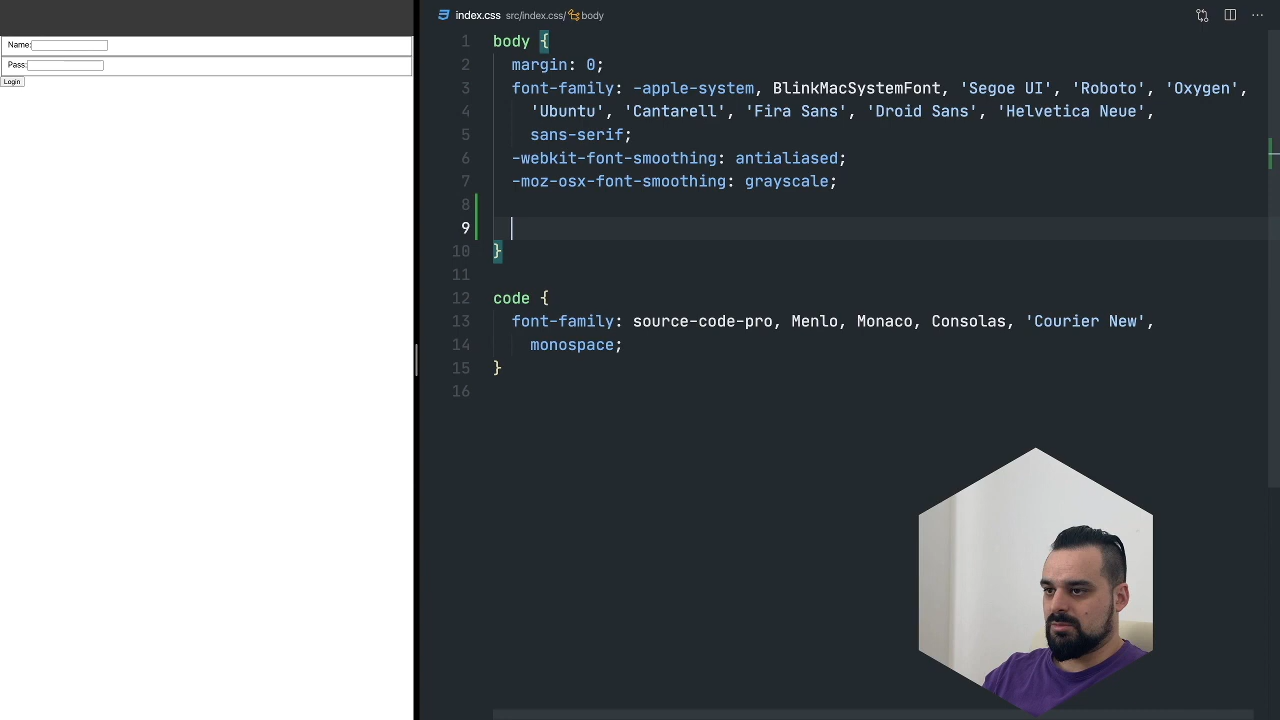 Name:
Pass:
Login
index.css src/index.css/ body
1 body {
2 margin: 0;
3 font-family: -apple-system, BlinkMacSystemFont, 'Segoe UI', 'Roboto', 'Oxygen',
4 'Ubuntu', 'Cantarell', 'Fira Sans', 'Droid Sans', 'Helvetica Neue',
5 sans-serif;
6 -webkit-font-smoothing: antialiased;
7 -moz-osx-font-smoothing: grayscale;
8
9
10 }
11
12 code {
13 font-family: source-code-pro, Menlo, Monaco, Consolas, 'Courier New',
14 monospace;
15 }
16